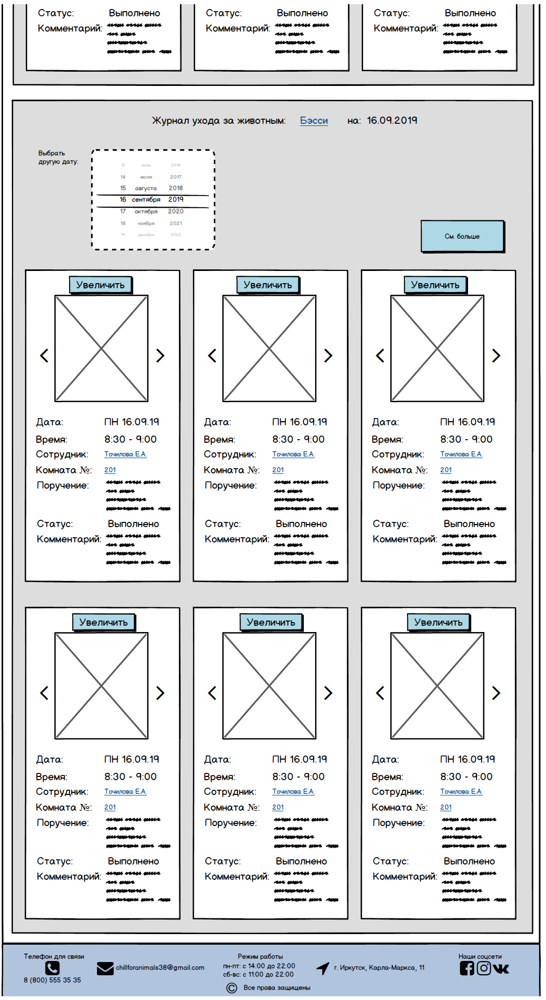 Статус: Выполнено Статус: Выполнено Статус: Выполнено
Комментарий: Комментарий: Комментарий:
Журнал ухода за животным: Бэсси на: 16.09.2019
Выбрать
другую дату:
13 июня 2016
14 июля 2017
15 августа 2018
16 сентября 2019
17 октября 2020
18 ноября 2021
19 декабря 2022
См. больше
Увеличить Увеличить Увеличить
Дата: ПН 16.09.19 Дата: ПН 16.09.19 Дата: ПН 16.09.19
Время: 8:30 - 9:00 Время: 8:30 - 9:00 Время: 8:30 - 9:00
Сотрудник: Точилова Е.А. Сотрудник: Точилова Е.А. Сотрудник: Точилова Е.А.
Комната №: 201 Комната №: 201 Комната №: 201
Поручение: Поручение: Поручение:
Статус: Выполнено Статус: Выполнено Статус: Выполнено
Комментарий: Комментарий: Комментарий:
Увеличить Увеличить Увеличить
Дата: ПН 16.09.19 Дата: ПН 16.09.19 Дата: ПН 16.09.19
Время: 8:30 - 9:00 Время: 8:30 - 9:00 Время: 8:30 - 9:00
Сотрудник: Точилова Е.А. Сотрудник: Точилова Е.А. Сотрудник: Точилова Е.А.
Комната №: 201 Комната №: 201 Комната №: 201
Поручение: Поручение: Поручение:
Статус: Выполнено Статус: Выполнено Статус: Выполнено
Комментарий: Комментарий: Комментарий:
Телефон для связи
8 (800) 555 35 35
chillforanimals38@gmail.com
Режим работы
пн-пт: с 14:00 до 22:00
сб-вс: с 11:00 до 22:00
© Все права защищены
г. Иркутск, Карла-Маркса, 11
Наши соцсети